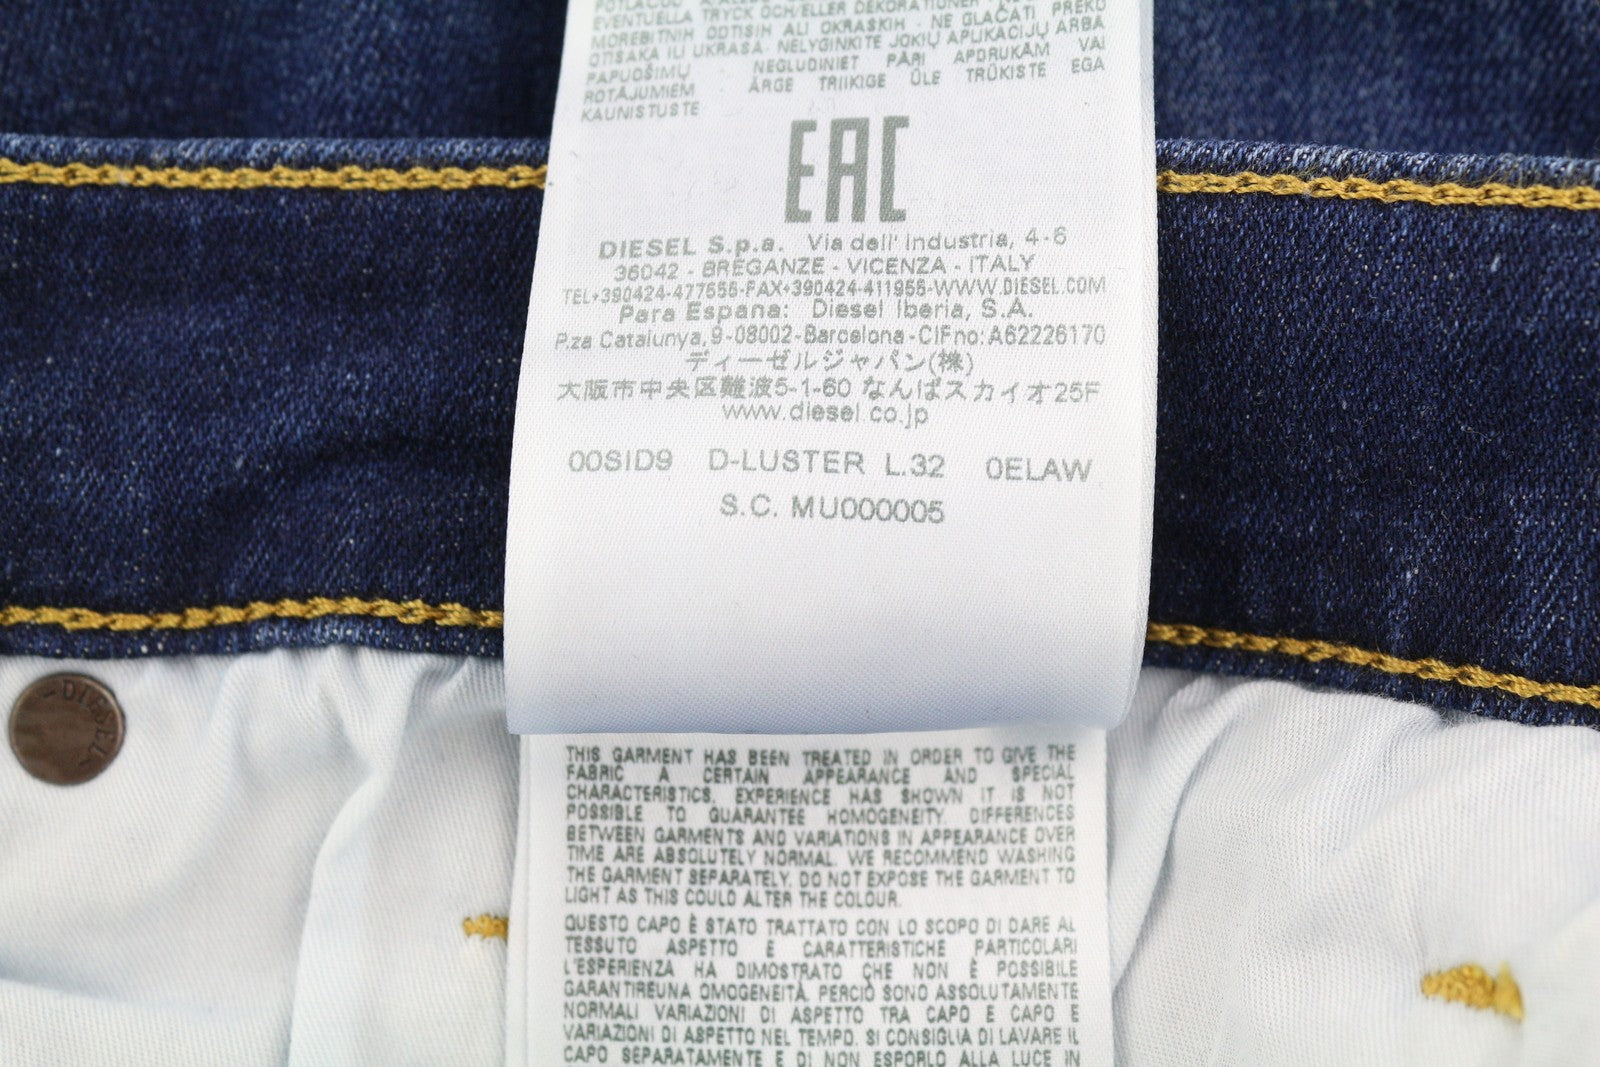 EVENTUELLA TRYCK OCH/ELLER DEKORATIONER
MOREBITNIH ODTISIH ALI OKRASKIH - NE GLAČATI PREKO
OTISAKA ILI UKRASA - NELYGINKITE JOKIŲ APLIKACIJŲ ARBA
PAPUOŠIMŲ NEGLUDINIET PĀRI APDRUKĀM VAI
ROTĀJUMIEM ÄRGE TRIIKIGE ÜLE TRÜKISTE EGA
KAUNISTUSTE
EAC
DIESEL S.p.a. Via dell' Industria, 4-6
36042 - BREGANZE - VICENZA - ITALY
TEL+390424-477555-FAX+390424-411955-WWW.DIESEL.COM
Para Espana: Diesel Iberia, S.A.
P.za Catalunya, 9-08002-Barcelona-CIFno:A62226170
ディーゼルジャパン(株)
大阪市中央区難波5-1-60 なんばスカイオ25F
www.diesel.co.jp
00SID9 D-LUSTER L.32 0ELAW
S.C. MU000005
DIESEL
THIS GARMENT HAS BEEN TREATED IN ORDER TO GIVE THE
FABRIC A CERTAIN APPEARANCE AND SPECIAL
CHARACTERISTICS. EXPERIENCE HAS SHOWN IT IS NOT
POSSIBLE TO GUARANTEE HOMOGENEITY. DIFFERENCES
BETWEEN GARMENTS AND VARIATIONS IN APPEARANCE OVER
TIME ARE ABSOLUTELY NORMAL. WE RECOMMEND WASHING
THE GARMENT SEPARATELY. DO NOT EXPOSE THE GARMENT TO
LIGHT AS THIS COULD ALTER THE COLOUR.
QUESTO CAPO È STATO TRATTATO CON LO SCOPO DI DARE AL
TESSUTO ASPETTO E CARATTERISTICHE PARTICOLARI
L'ESPERIENZA HA DIMOSTRATO CHE NON È POSSIBILE
GARANTIREUNA OMOGENEITÀ. PERCIÒ SONO ASSOLUTAMENTE
NORMALI VARIAZIONI DI ASPETTO TRA CAPO E CAPO E
VARIAZIONI DI ASPETTO NEL TEMPO. SI CONSIGLIA DI LAVARE IL
CAPO SEPARATAMENTE E DI NON ESPORLO ALLA LUCE IN